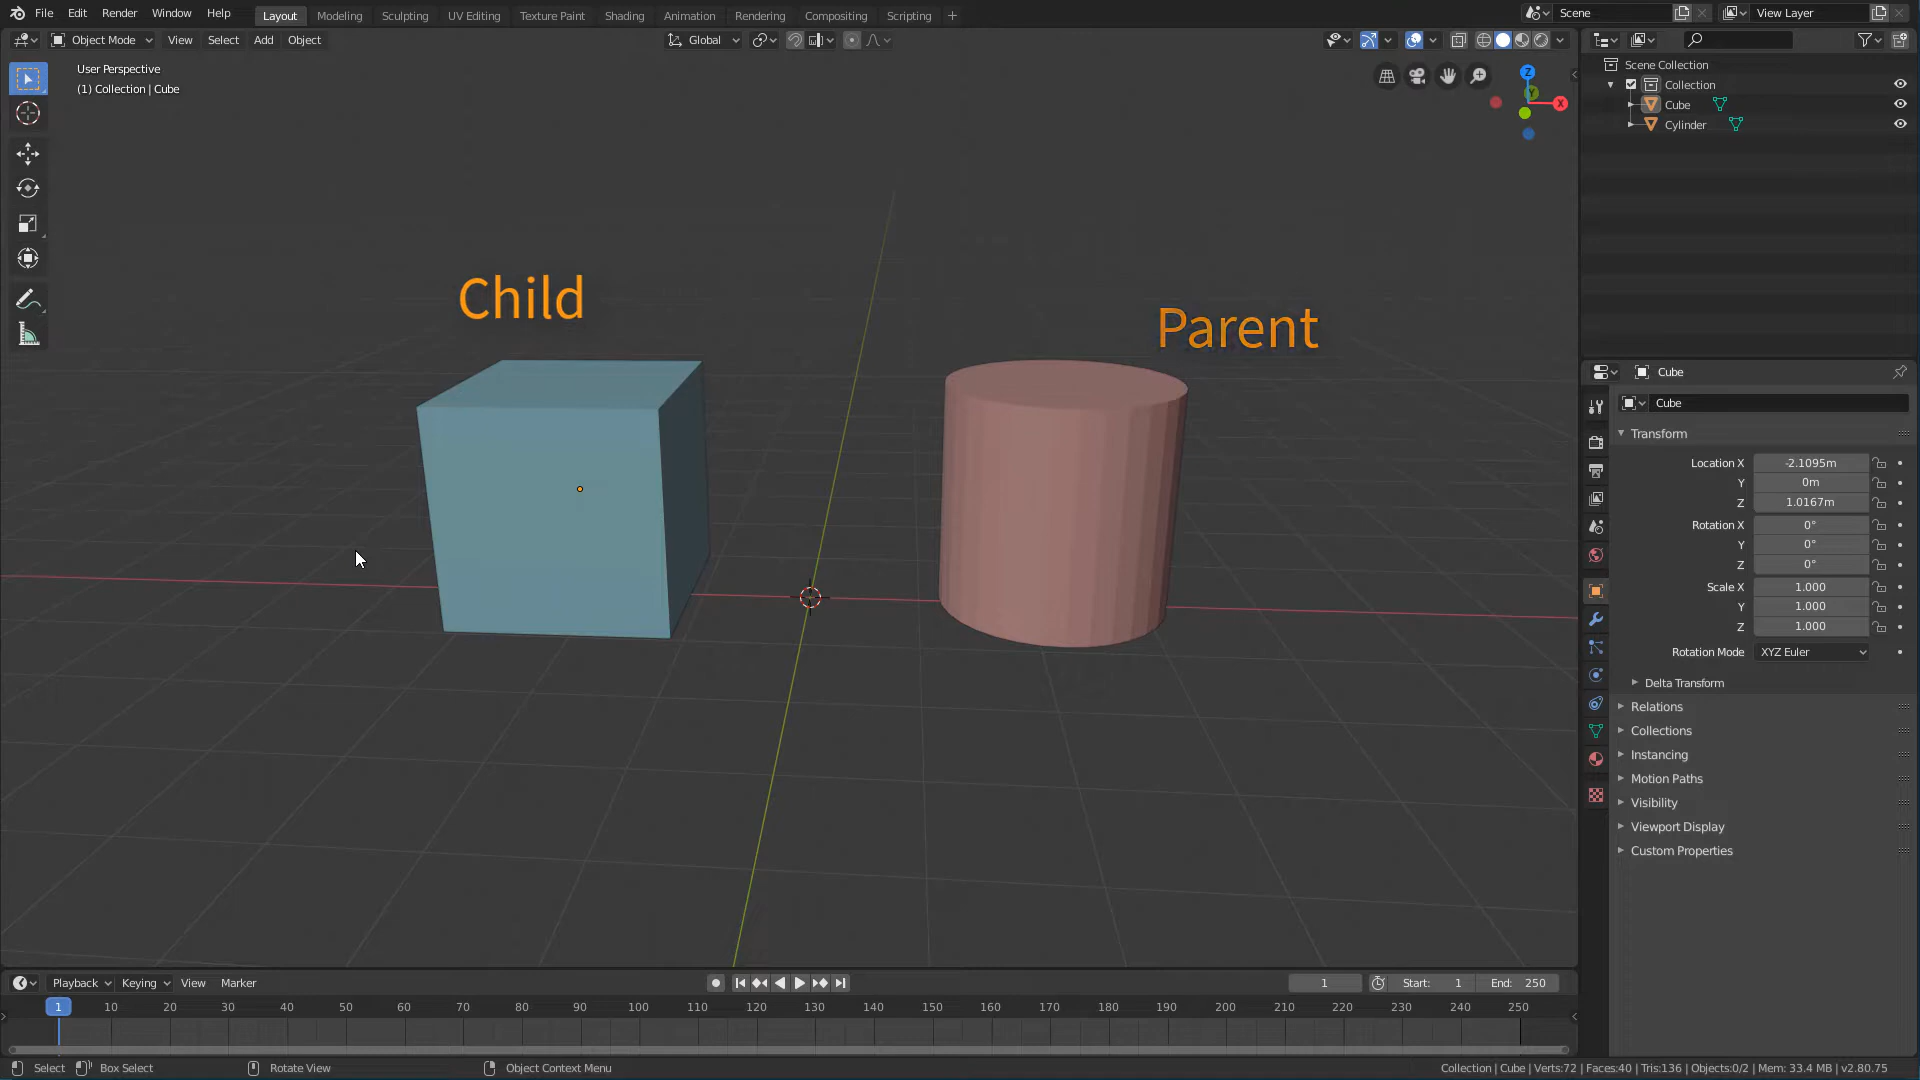 File Edit Render Window Help Layout Modeling Sculpting UV Editing Texture Paint Shading Animation Rendering Compositing Scripting + Scene View Layer
Object Mode View Select Add Object Global
User Perspective
(1) Collection | Cube
Z
Y
X
Scene Collection
Collection
Cube
Cylinder
Child
Parent
Cube
Cube
Transform
Location X -2.1095m
Y 0m
Z 1.0167m
Rotation X 0°
Y 0°
Z 0°
Scale X 1.000
Y 1.000
Z 1.000
Rotation Mode XYZ Euler
Delta Transform
Relations
Collections
Instancing
Motion Paths
Visibility
Viewport Display
Custom Properties
Playback Keying View Marker 1 Start: 1 End: 250
1 10 20 30 40 50 60 70 80 90 100 110 120 130 140 150 160 170 180 190 200 210 220 230 240 250
Select Box Select Rotate View Object Context Menu Collection | Cube | Verts:72 | Faces:40 | Tris:136 | Objects:0/2 | Mem: 33.4 MB | v2.80.75